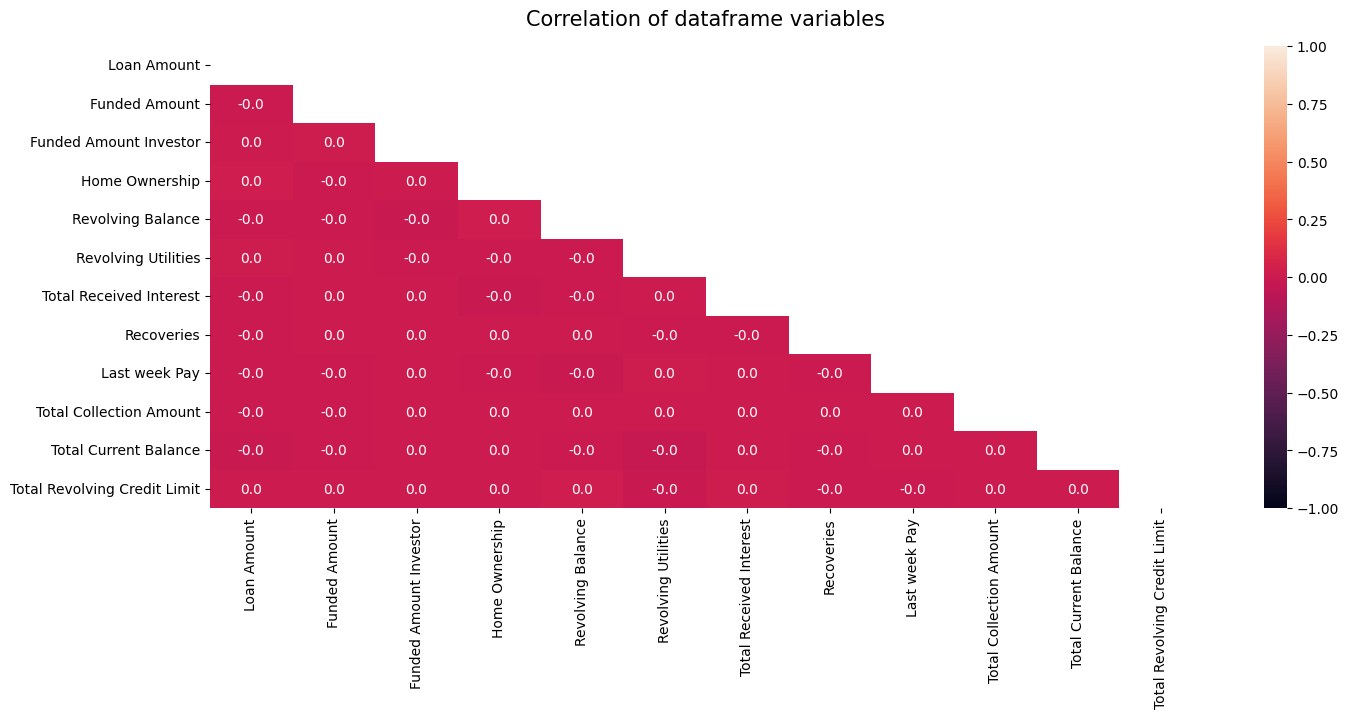 Correlation of dataframe variables
Loan Amount
Funded Amount
-0.0
Funded Amount Investor
0.0 0.0
Home Ownership
0.0 -0.0 0.0
Revolving Balance
-0.0 -0.0 -0.0 0.0
Revolving Utilities
0.0 0.0 -0.0 -0.0 -0.0
Total Received Interest
-0.0 0.0 0.0 -0.0 -0.0 0.0
Recoveries
-0.0 0.0 0.0 0.0 0.0 -0.0 -0.0
Last week Pay
-0.0 -0.0 0.0 -0.0 -0.0 0.0 0.0 -0.0
Total Collection Amount
-0.0 -0.0 0.0 0.0 0.0 0.0 0.0 0.0 0.0
Total Current Balance
-0.0 -0.0 0.0 0.0 -0.0 -0.0 0.0 -0.0 0.0 0.0
Total Revolving Credit Limit
0.0 0.0 0.0 0.0 0.0 -0.0 0.0 -0.0 -0.0 0.0 0.0
Loan Amount
Funded Amount
Funded Amount Investor
Home Ownership
Revolving Balance
Revolving Utilities
Total Received Interest
Recoveries
Last week Pay
Total Collection Amount
Total Current Balance
Total Revolving Credit Limit
1.00
0.75
0.50
0.25
0.00
−0.25
−0.50
−0.75
−1.00